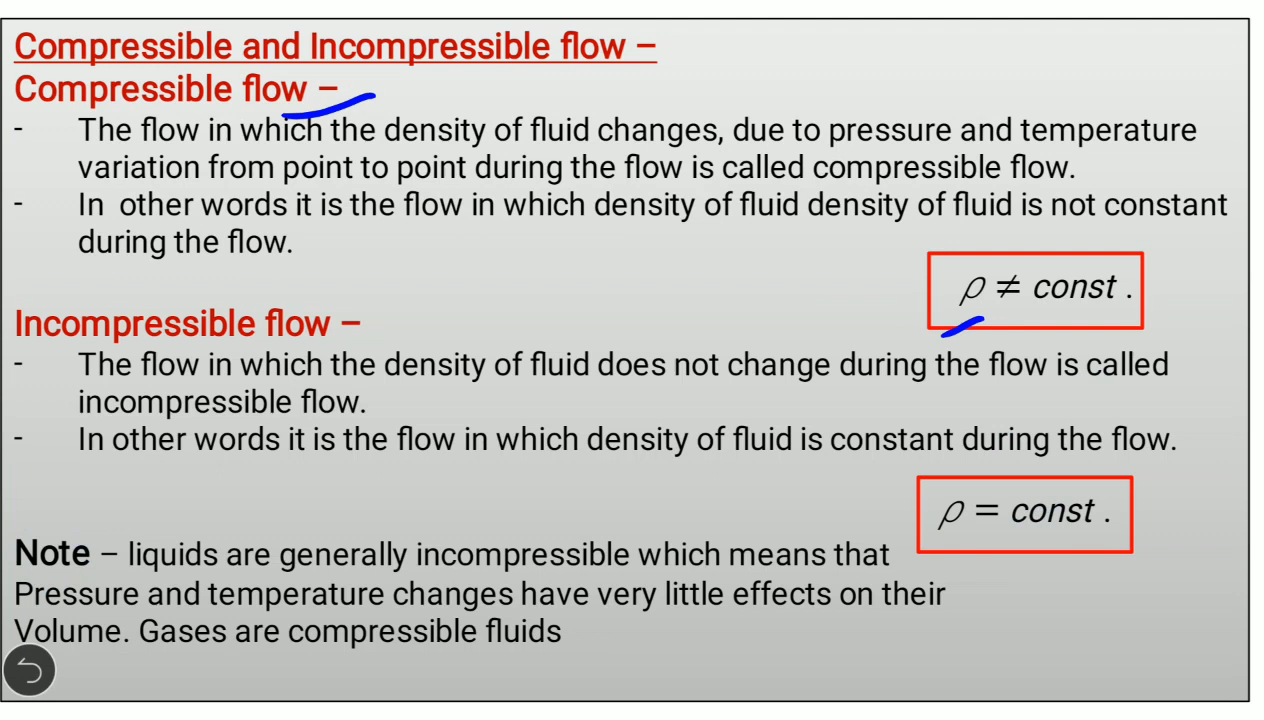 Compressible and Incompressible flow –
Compressible flow –
- The flow in which the density of fluid changes, due to pressure and temperature
variation from point to point during the flow is called compressible flow.
- In other words it is the flow in which density of fluid density of fluid is not constant
during the flow.
ρ ≠ const .
Incompressible flow –
- The flow in which the density of fluid does not change during the flow is called
incompressible flow.
- In other words it is the flow in which density of fluid is constant during the flow.
ρ = const .
Note – liquids are generally incompressible which means that
Pressure and temperature changes have very little effects on their
Volume. Gases are compressible fluids